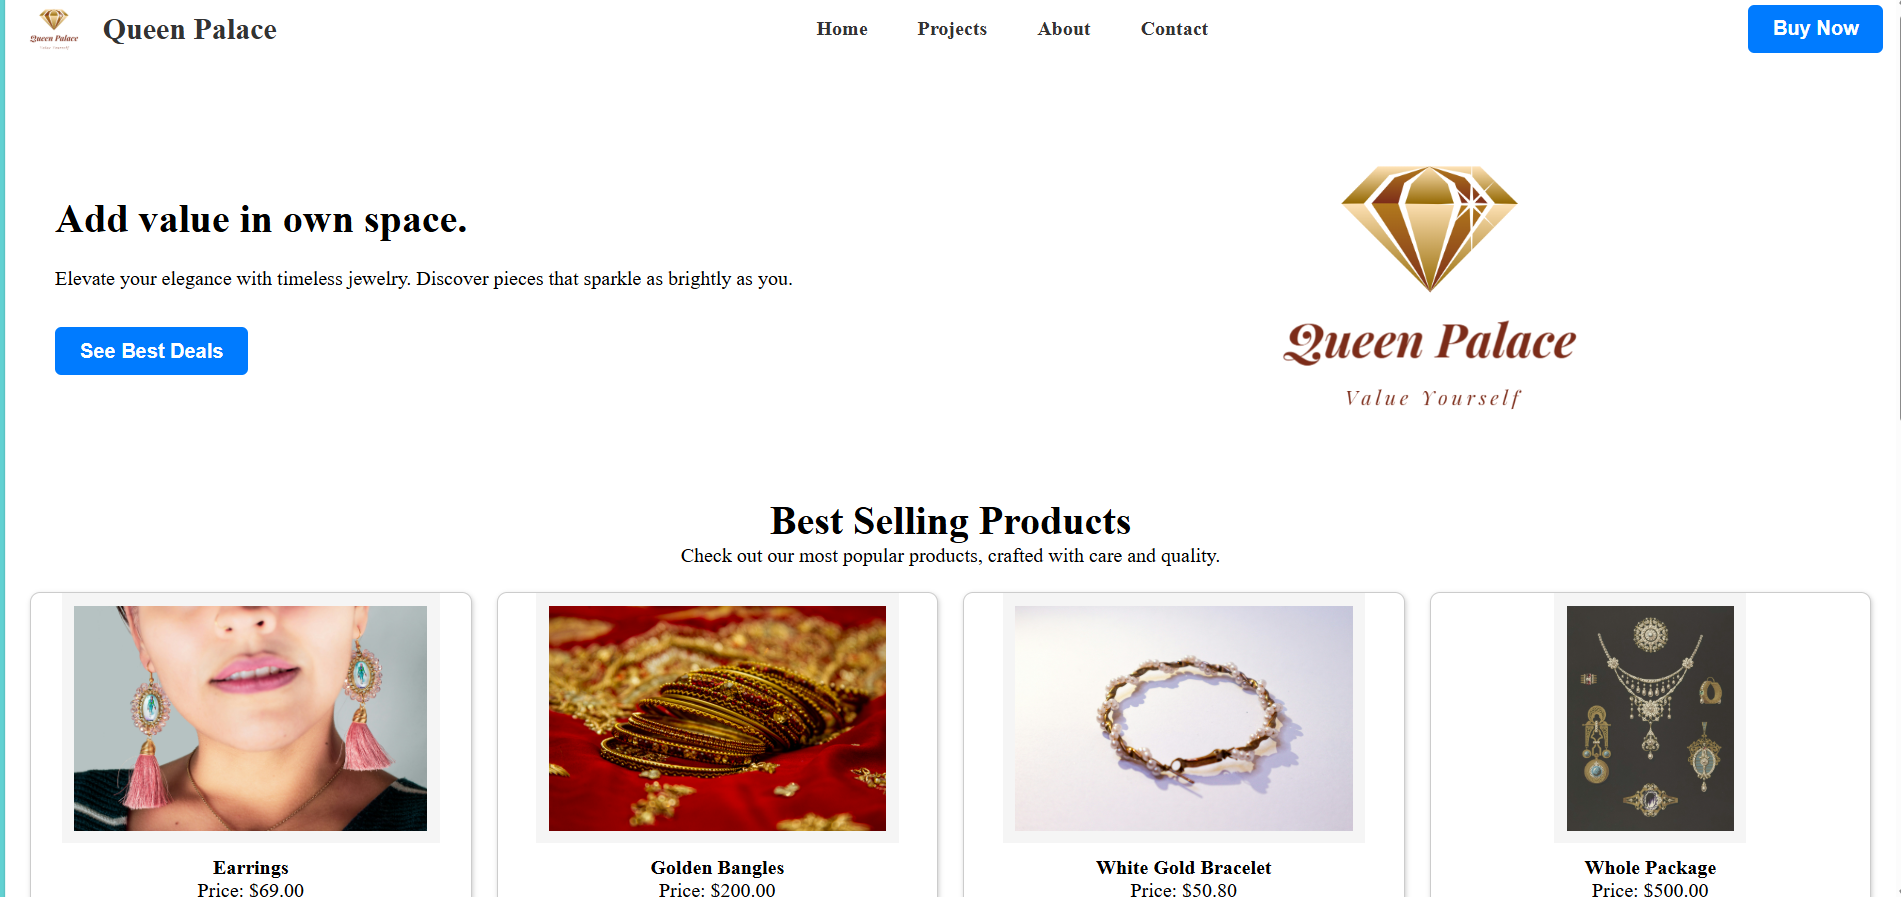 Queen Palace
Value Yourself
Queen Palace
Home Projects About Contact
Buy Now
Add value in own space.
Elevate your elegance with timeless jewelry. Discover pieces that sparkle as brightly as you.
See Best Deals
Queen Palace
Value Yourself
Best Selling Products
Check out our most popular products, crafted with care and quality.
Earrings
Price: $69.00
Golden Bangles
Price: $200.00
White Gold Bracelet
Price: $50.80
Whole Package
Price: $500.00